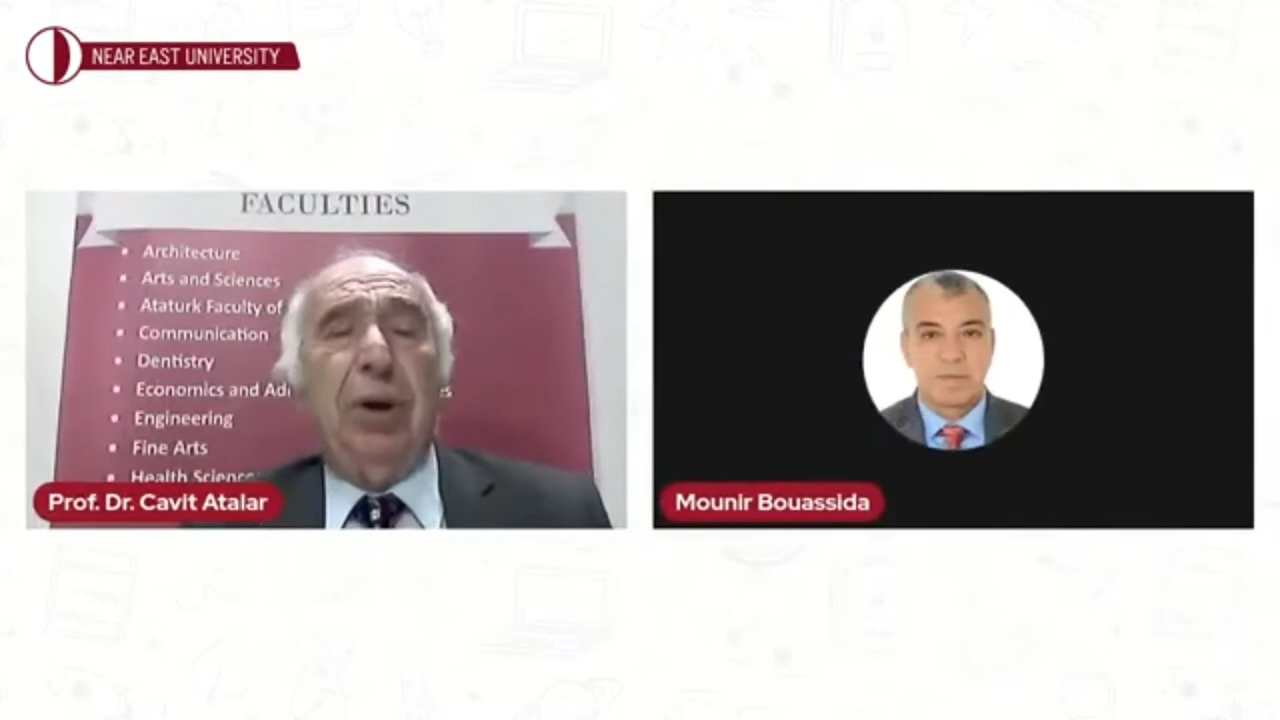 NEAR EAST UNIVERSITY
FACULTIES
Architecture
Arts and Sciences
Ataturk Faculty of
Communication
Dentistry
Economics and
Engineering
Fine Arts
Health
Prof. Dr. Cavit Atalar
Mounir Bouassida